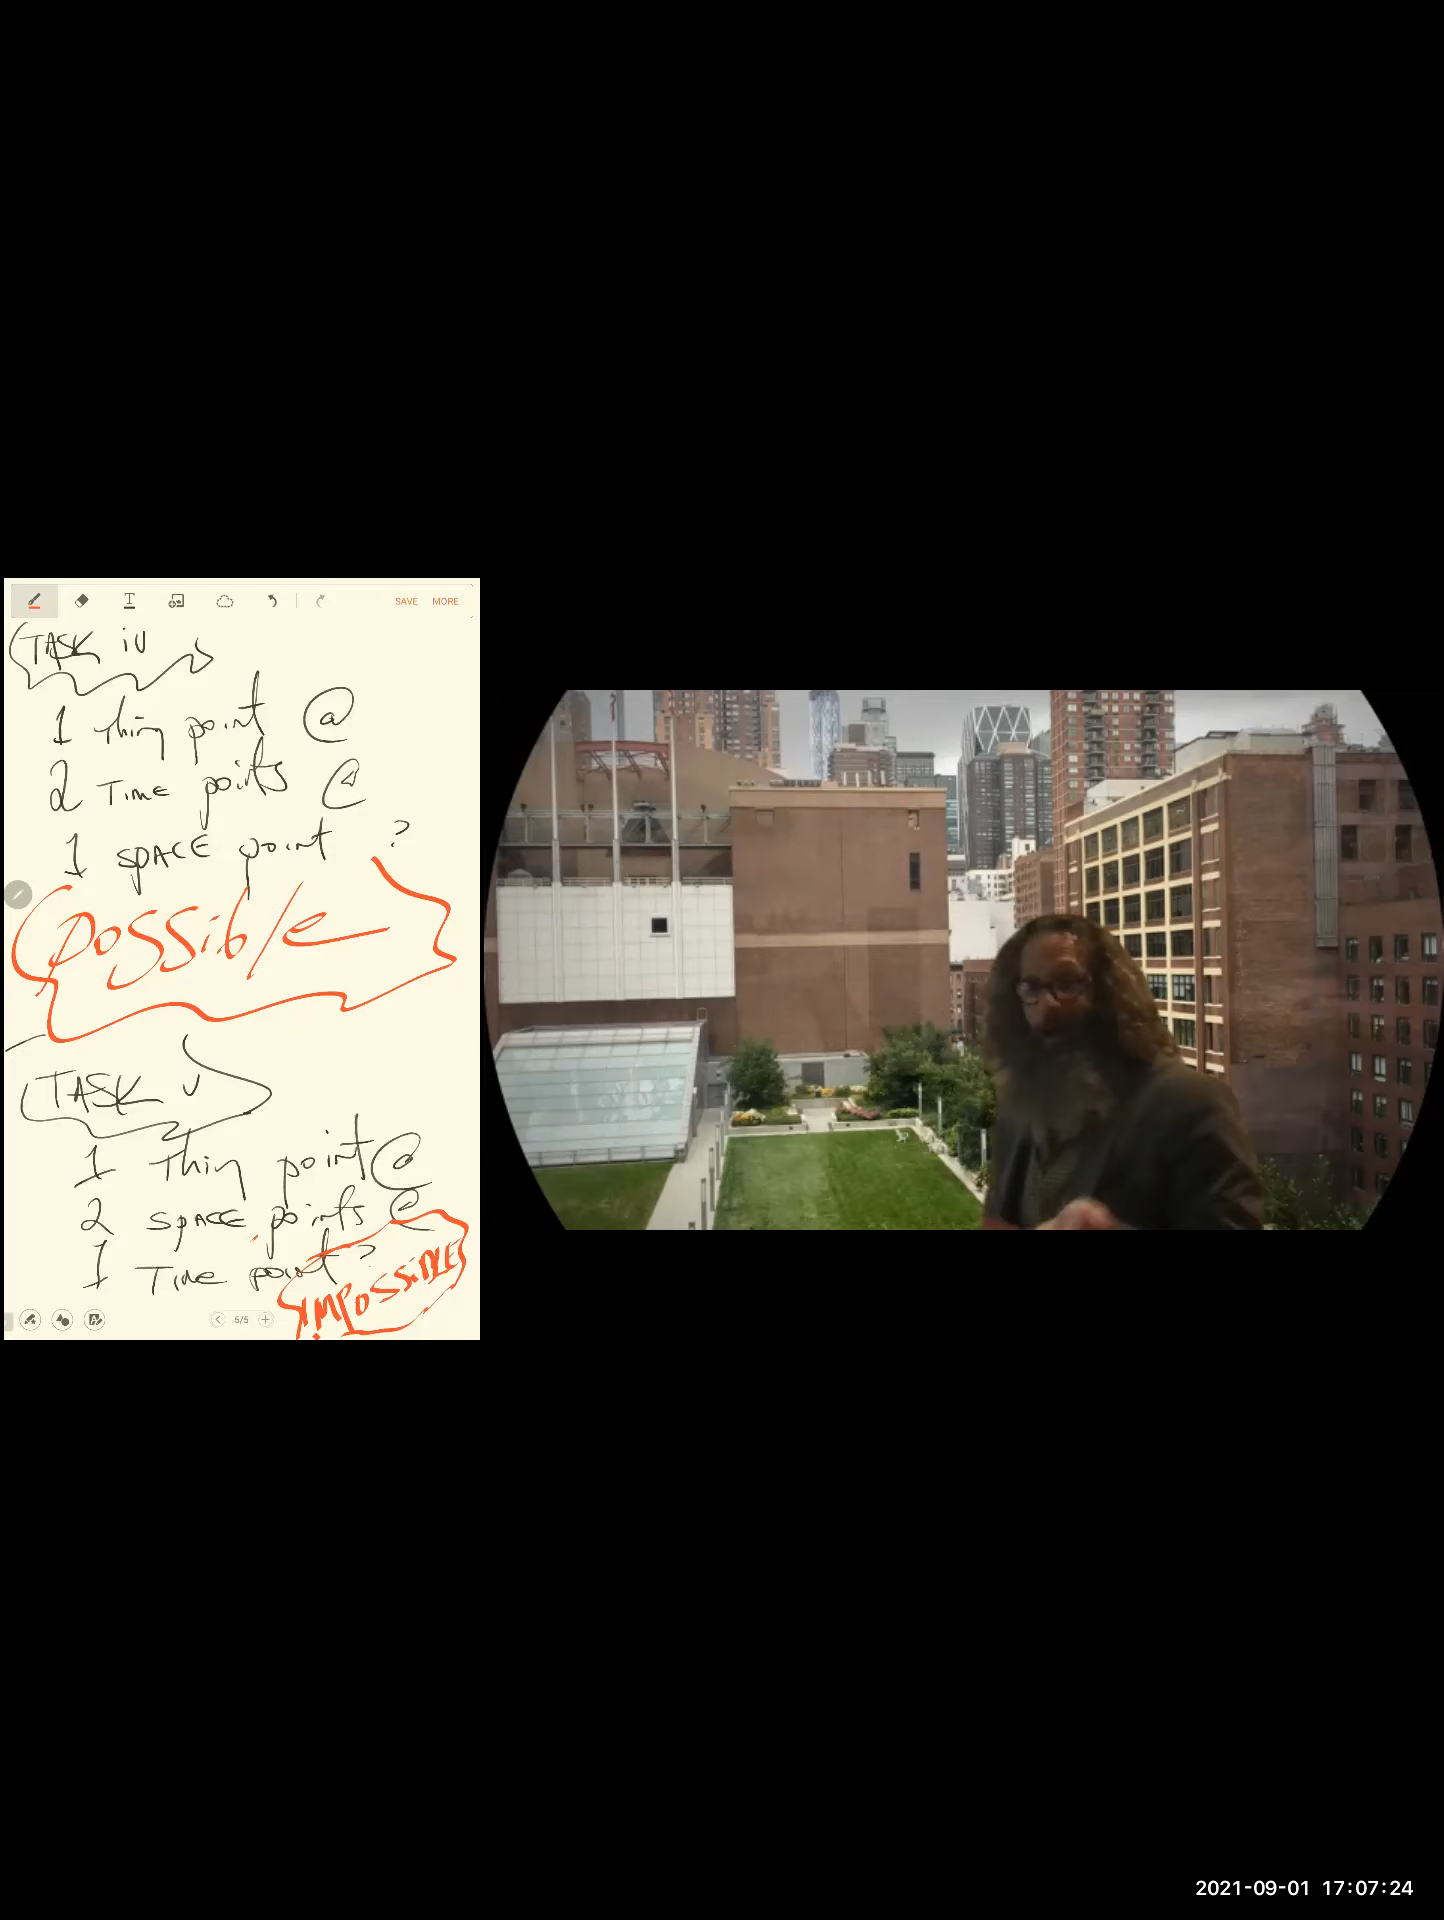 SAVE MORE
TASK iv
1 Thing point @
2 TIME points @
1 SPACE point ?
possible
TASK v
1 Thing point @
2 SPACE points @
1 TIME point ?
IMPOSSIBLE
5/5
2021-09-01 17:07:24